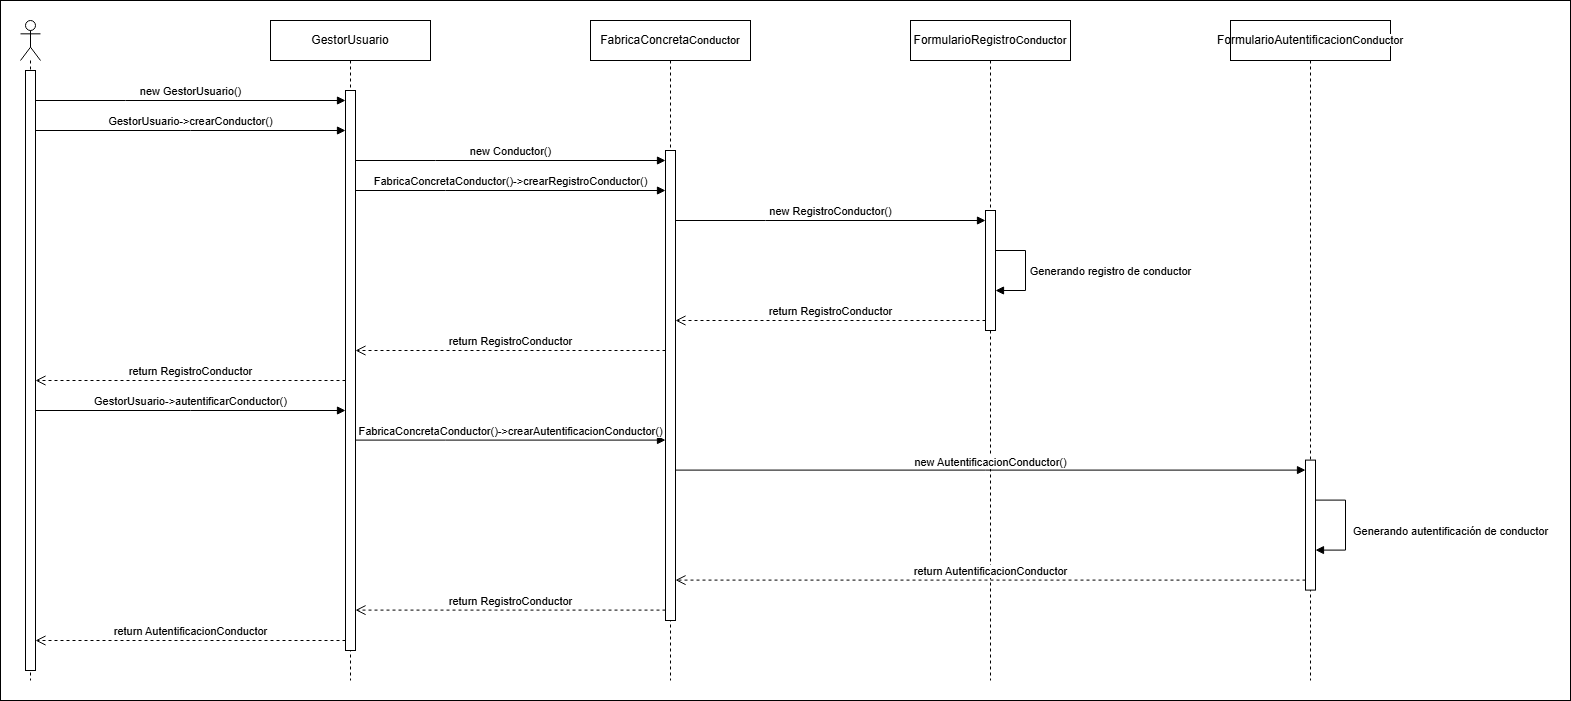 GestorUsuario
FabricaConcretaConductor
FormularioRegistroConductor
FormularioAutentificacionConductor
new GestorUsuario()
GestorUsuario->crearConductor()
new Conductor()
FabricaConcretaConductor()->crearRegistroConductor()
new RegistroConductor()
Generando registro de conductor
return RegistroConductor
return RegistroConductor
return RegistroConductor
GestorUsuario->autentificarConductor()
FabricaConcretaConductor()->crearAutentificacionConductor()
new AutentificacionConductor()
Generando autentificación de conductor
return AutentificacionConductor
return RegistroConductor
return AutentificacionConductor